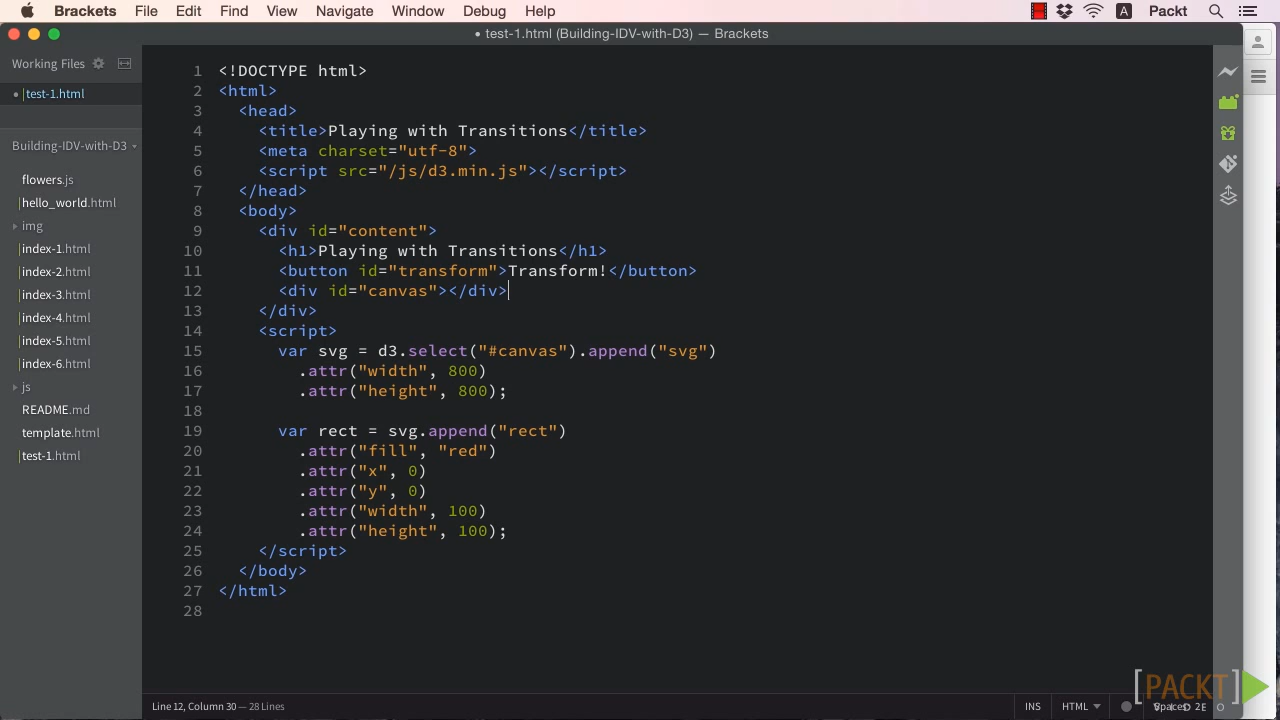 Brackets File Edit Find View Navigate Window Debug Help A Packt
• test-1.html (Building-IDV-with-D3) — Brackets
Working Files
• test-1.html
Building-IDV-with-D3
flowers.js
hello_world.html
img
index-1.html
index-2.html
index-3.html
index-4.html
index-5.html
index-6.html
js
README.md
template.html
test-1.html
1 <!DOCTYPE html>
2 <html>
3 <head>
4 <title>Playing with Transitions</title>
5 <meta charset="utf-8">
6 <script src="/js/d3.min.js"></script>
7 </head>
8 <body>
9 <div id="content">
10 <h1>Playing with Transitions</h1>
11 <button id="transform">Transform!</button>
12 <div id="canvas"></div>
13 </div>
14 <script>
15 var svg = d3.select("#canvas").append("svg")
16 .attr("width", 800)
17 .attr("height", 800);
18
19 var rect = svg.append("rect")
20 .attr("fill", "red")
21 .attr("x", 0)
22 .attr("y", 0)
23 .attr("width", 100)
24 .attr("height", 100);
25 </script>
26 </body>
27 </html>
28
[PACKT]
Line 12, Column 30 — 28 Lines INS HTML